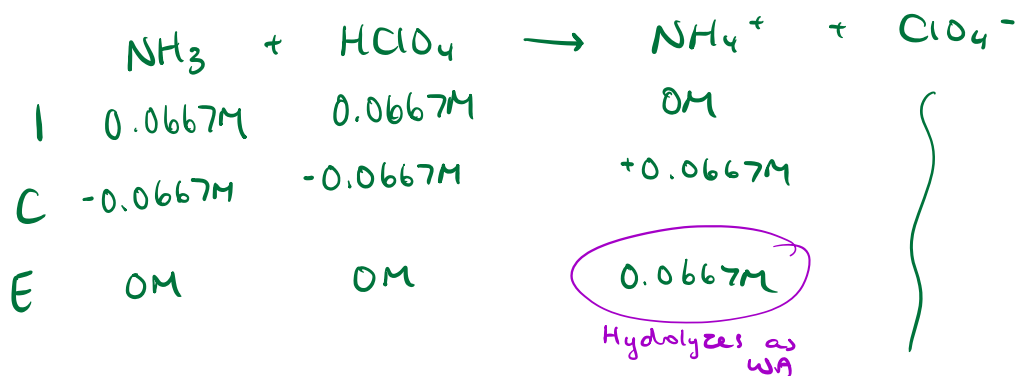 NH₃ + HClO₄ → NH₄⁺ + ClO₄⁻
I 0.0667M 0.0667M 0M
C -0.0667M -0.0667M +0.0667M
E 0M 0M 0.0667M
Hydolyzes as
WA